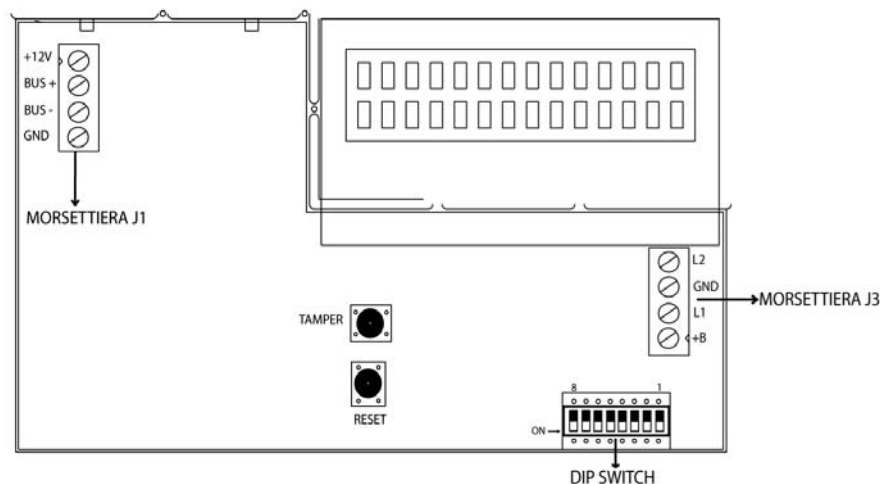 +12V
BUS +
BUS -
GND
MORSETTIERA J1
L2
GND
L1
+B
MORSETTIERA J3
TAMPER
RESET
8 1
ON
DIP SWITCH